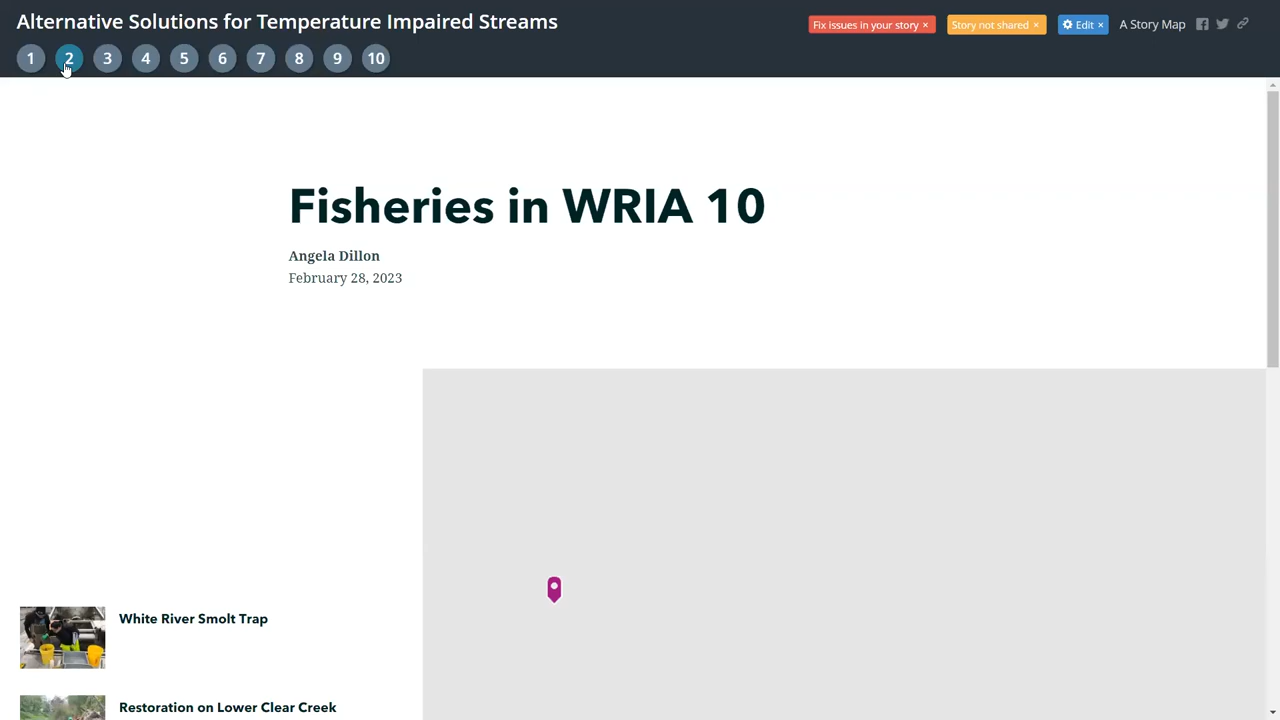 Alternative Solutions for Temperature Impaired Streams
Fix issues in your story ×
Story not shared ×
Edit ×
A Story Map
1 2 3 4 5 6 7 8 9 10
Fisheries in WRIA 10
Angela Dillon
February 28, 2023
White River Smolt Trap
Restoration on Lower Clear Creek